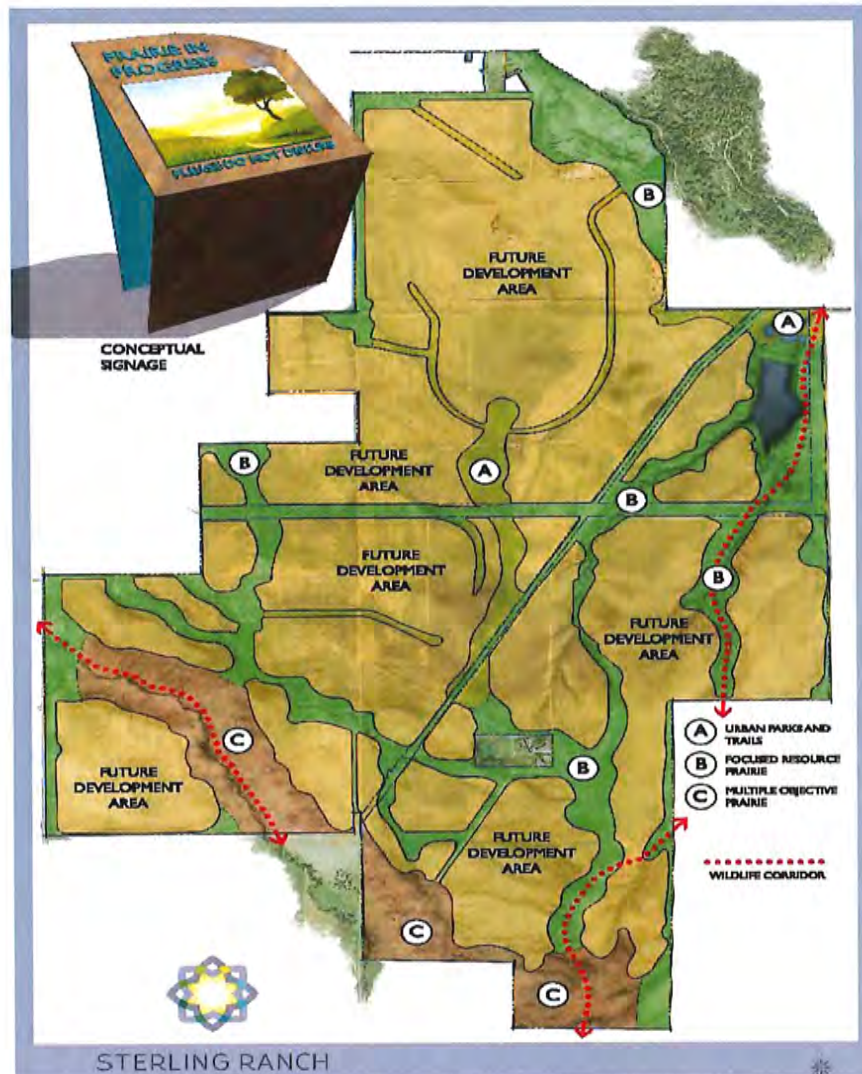 PRAIRIE IN
PROGRESS
CONCEPTUAL
SIGNAGE
B
FUTURE
DEVELOPMENT
AREA
A
B
FUTURE
DEVELOPMENT
AREA
A
B
FUTURE
DEVELOPMENT
AREA
B
FUTURE
DEVELOPMENT
AREA
C
FUTURE
DEVELOPMENT
AREA
B
A URBAN PARKS AND
TRAILS
B FOCUSED RESOURCE
PRAIRIE
C MULTIPLE OBJECTIVE
PRAIRIE
FUTURE
DEVELOPMENT
AREA
WILDLIFE CORRIDOR
C
C
STERLING RANCH